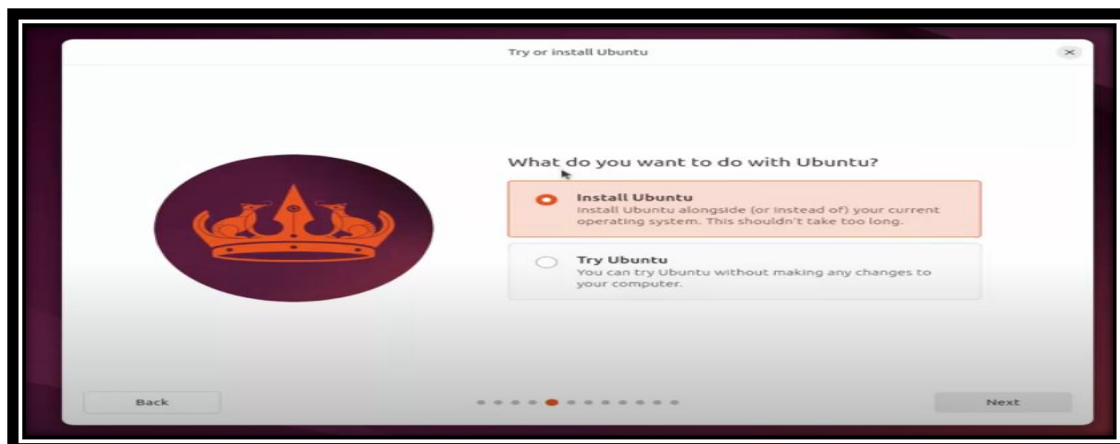 Try or install Ubuntu
What do you want to do with Ubuntu?
Install Ubuntu
Install Ubuntu alongside (or instead of) your current
operating system. This shouldn't take too long.
Try Ubuntu
You can try Ubuntu without making any changes to
your computer.
Back
Next